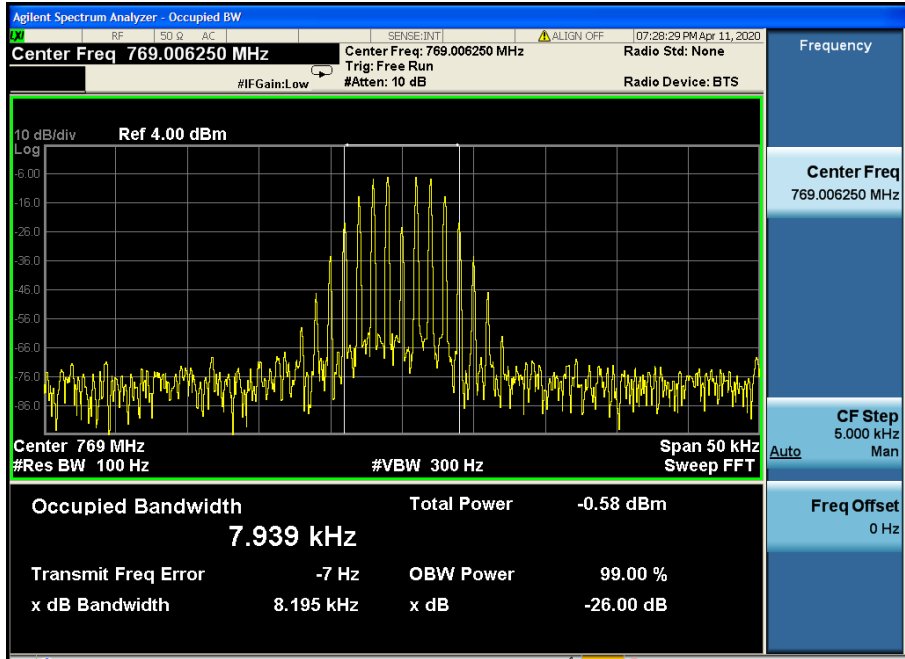 Agilent Spectrum Analyzer - Occupied BW
LXI RF 50 Ω AC SENSE:INT ALIGN OFF 07:28:29 PM Apr 11, 2020
Center Freq 769.006250 MHz
Center Freq: 769.006250 MHz
Radio Std: None
Trig: Free Run
#IFGain:Low
#Atten: 10 dB
Radio Device: BTS
10 dB/div Ref 4.00 dBm
Log
-6.00
-16.0
-26.0
-36.0
-46.0
-56.0
-66.0
-76.0
-86.0
Center 769 MHz Span 50 kHz
#Res BW 100 Hz #VBW 300 Hz Sweep FFT
Occupied Bandwidth Total Power -0.58 dBm
7.939 kHz
Transmit Freq Error -7 Hz OBW Power 99.00 %
x dB Bandwidth 8.195 kHz x dB -26.00 dB
Frequency
Center Freq
769.006250 MHz
CF Step
5.000 kHz
Auto Man
Freq Offset
0 Hz